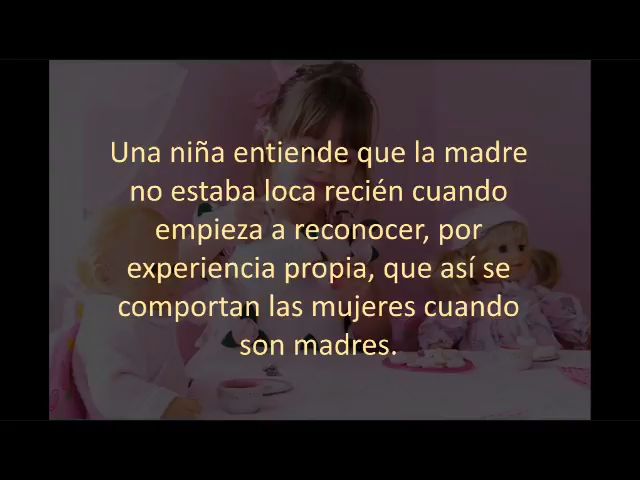 Una niña entiende que la madre
no estaba loca recién cuando
empieza a reconocer, por
experiencia propia, que así se
comportan las mujeres cuando
son madres.